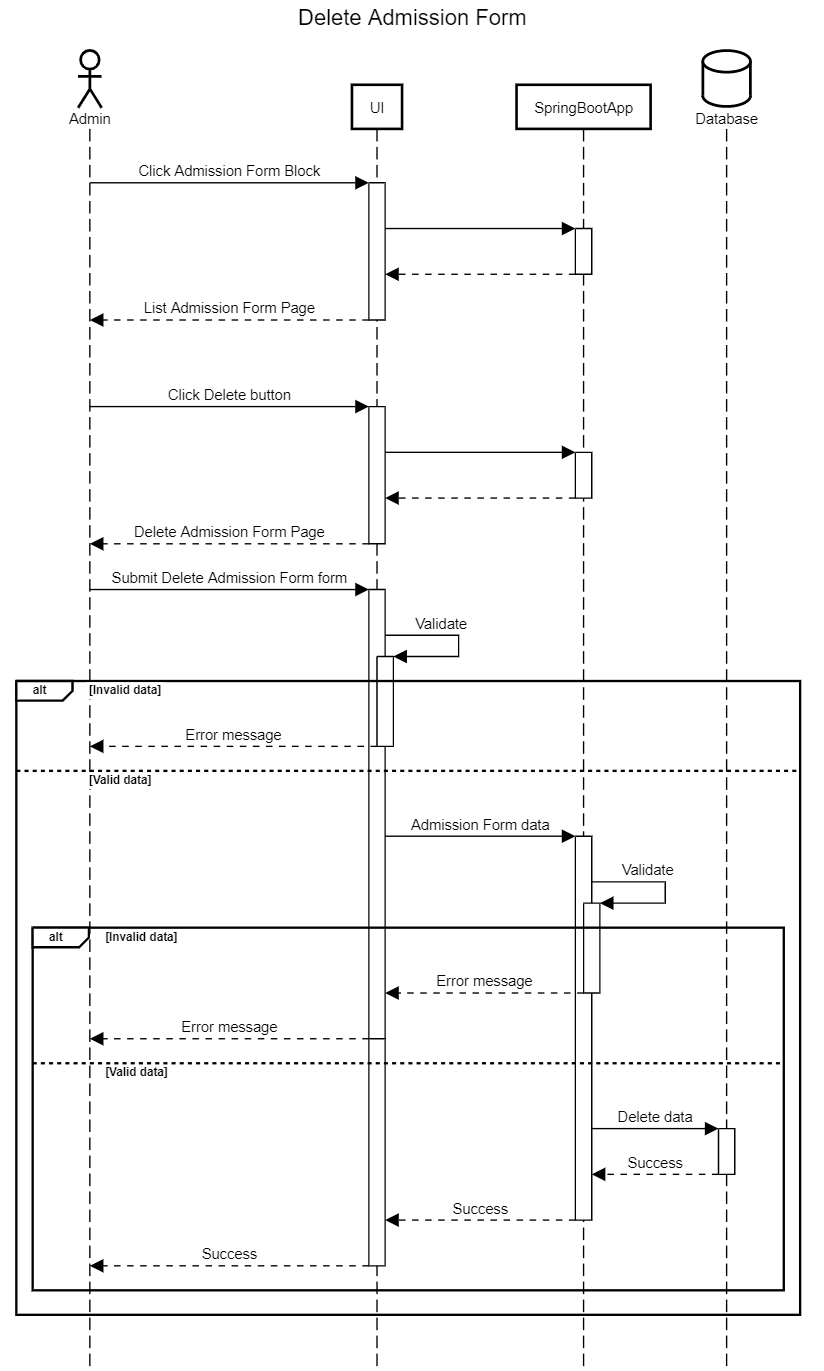 Delete Admission Form
Admin
UI
SpringBootApp
Database
Click Admission Form Block
List Admission Form Page
Click Delete button
Delete Admission Form Page
Submit Delete Admission Form form
Validate
alt
[Invalid data]
Error message
[Valid data]
Admission Form data
Validate
alt
[Invalid data]
Error message
Error message
[Valid data]
Delete data
Success
Success
Success